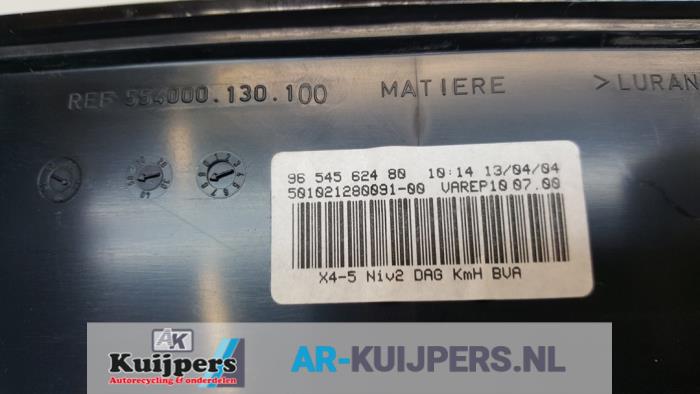 REF 554000.130.100 MATIERE >LURAN
96 545 624 80 10:14 13/04/04
501021280091-00 VAREP10 07.00
X4-5 Niv2 DAG KmH BVA
AK
Kuijpers
Autorecycling & onderdelen
AR-KUIJPERS.NL